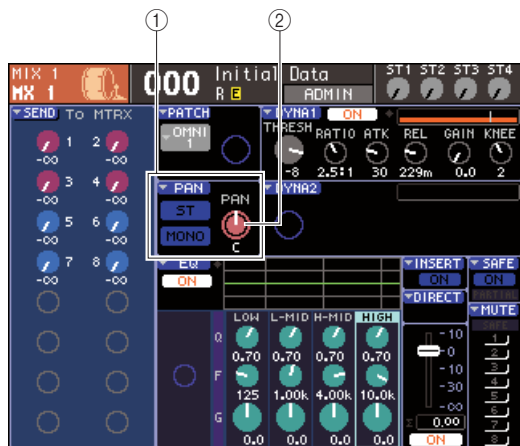 ① ②
MIX 1
MX 1
000
Initial Data
R E ADMIN
ST1 ST2 ST3 ST4
SEND To MTRX
1 2
-∞ -∞
3 4
-∞ -∞
5 6
-∞ -∞
7 8
-∞ -∞
PATCH
OMNI
1
DYNA1 ON
THRESH RATIO ATK REL GAIN KNEE
-8 2.5:1 30 229m 0.0 2
PAN
ST
MONO
PAN
C
DYNA2
EQ
ON
LOW L-MID H-MID HIGH
Q
0.70 0.70 0.70 0.70
F
125 1.00k 4.00k 10.0k
G
0.0 0.0 0.0 0.0
INSERT
ON
DIRECT
-10
-0
-10
-30
-∞
Σ 0.00
ON
SAFE
ON
PARTIAL
MUTE
SAFE
1
2
3
4
5
6
7
8